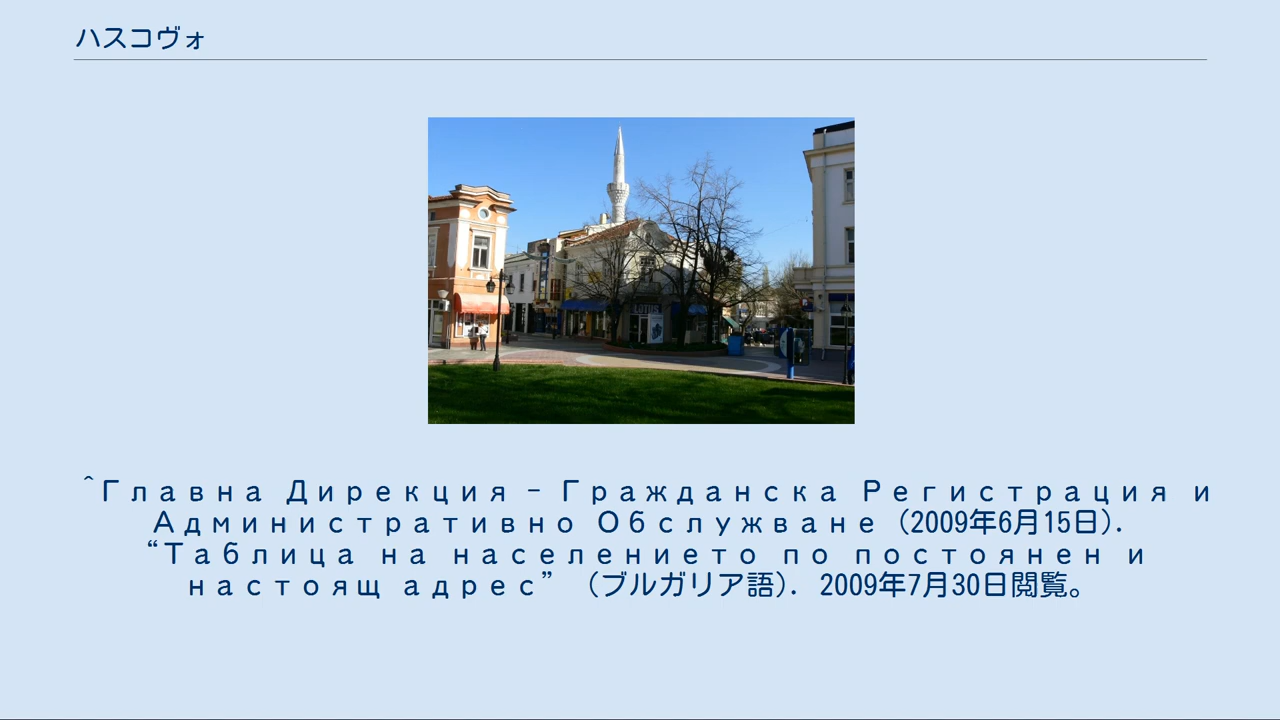 ハスコヴォ
LOTUS
^Главна Дирекция - Гражданска Регистрация и
Административно Обслужване (2009年6月15日).
“Таблица на населението по постоянен и
настоящ адрес” (ブルガリア語). 2009年7月30日閲覧。